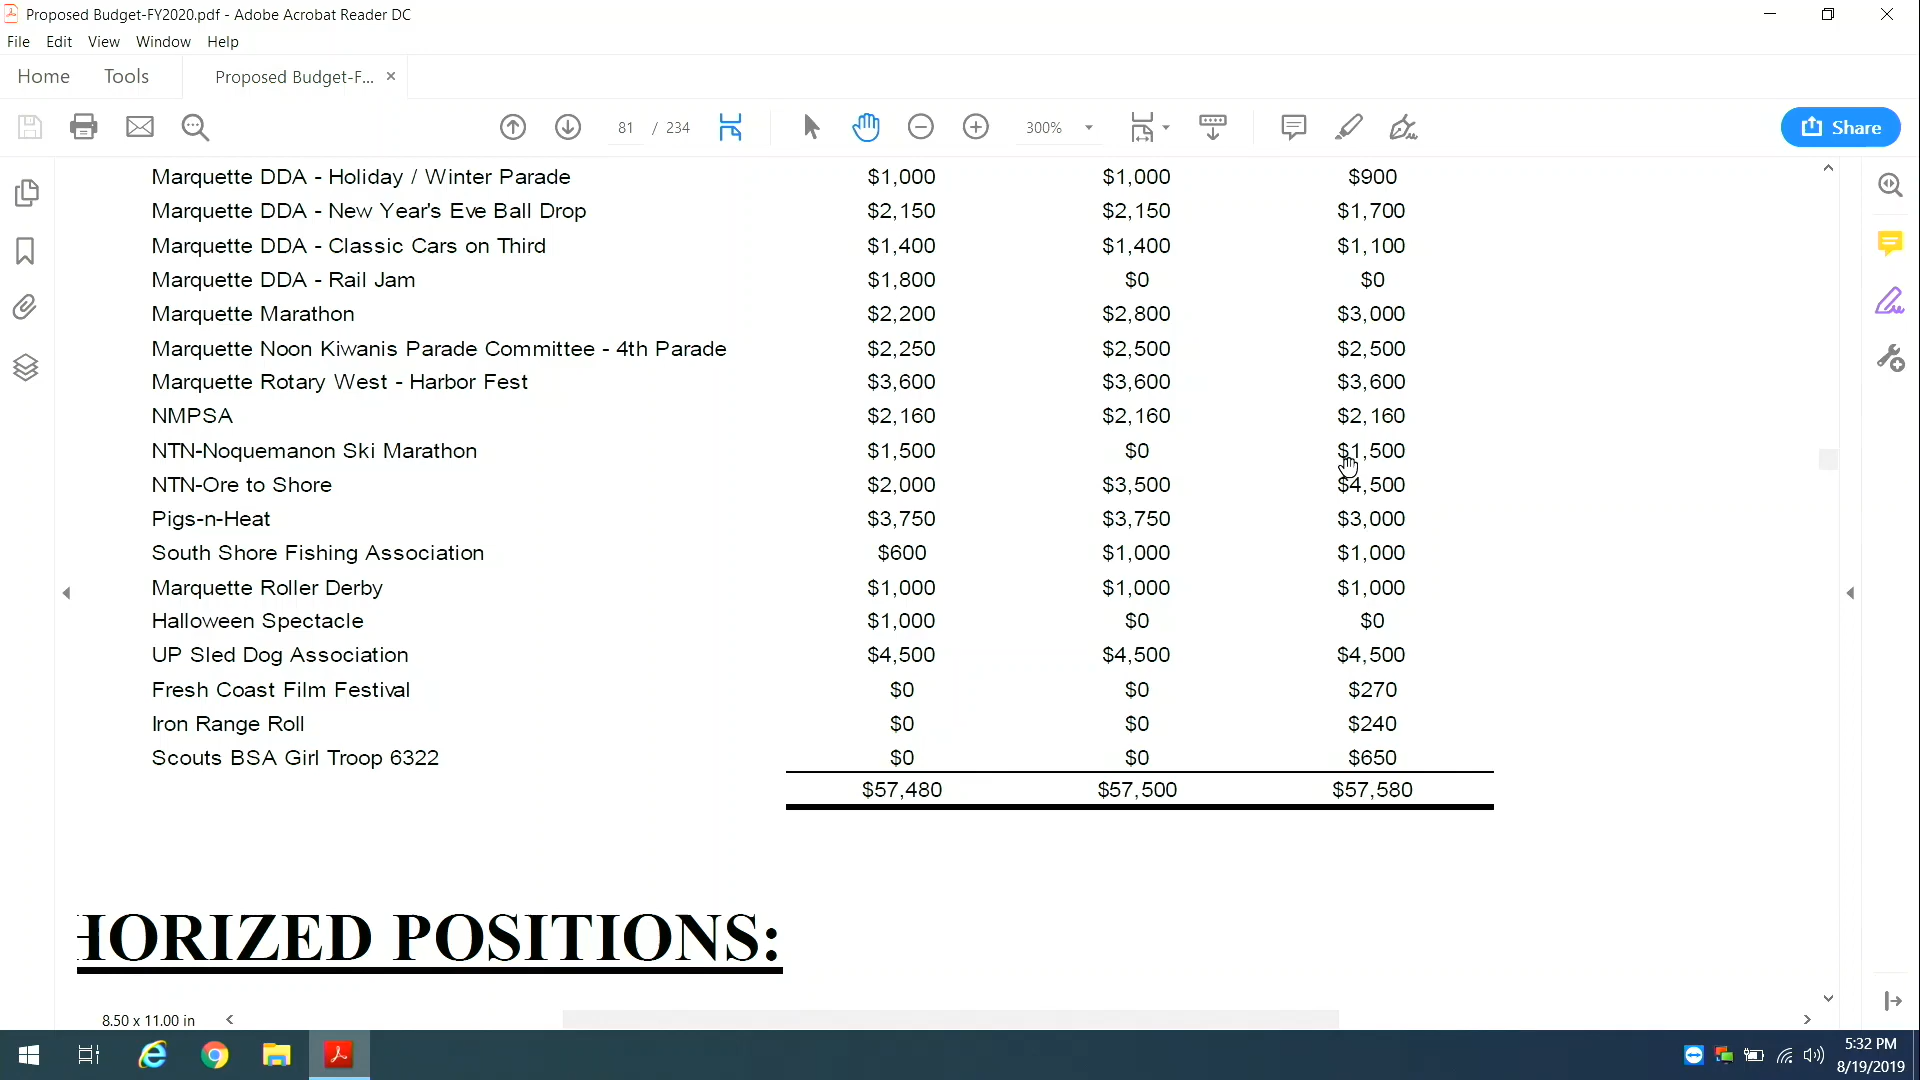 Proposed Budget-FY2020.pdf - Adobe Acrobat Reader DC
File Edit View Window Help
Home Tools Proposed Budget-F... ×
81 / 234 300% Share
Marquette DDA - Holiday / Winter Parade $1,000 $1,000 $900
Marquette DDA - New Year's Eve Ball Drop $2,150 $2,150 $1,700
Marquette DDA - Classic Cars on Third $1,400 $1,400 $1,100
Marquette DDA - Rail Jam $1,800 $0 $0
Marquette Marathon $2,200 $2,800 $3,000
Marquette Noon Kiwanis Parade Committee - 4th Parade $2,250 $2,500 $2,500
Marquette Rotary West - Harbor Fest $3,600 $3,600 $3,600
NMPSA $2,160 $2,160 $2,160
NTN-Noquemanon Ski Marathon $1,500 $0 $1,500
NTN-Ore to Shore $2,000 $3,500 $4,500
Pigs-n-Heat $3,750 $3,750 $3,000
South Shore Fishing Association $600 $1,000 $1,000
Marquette Roller Derby $1,000 $1,000 $1,000
Halloween Spectacle $1,000 $0 $0
UP Sled Dog Association $4,500 $4,500 $4,500
Fresh Coast Film Festival $0 $0 $270
Iron Range Roll $0 $0 $240
Scouts BSA Girl Troop 6322 $0 $0 $650
$57,480 $57,500 $57,580
HORIZED POSITIONS:
8.50 x 11.00 in
5:32 PM
8/19/2019